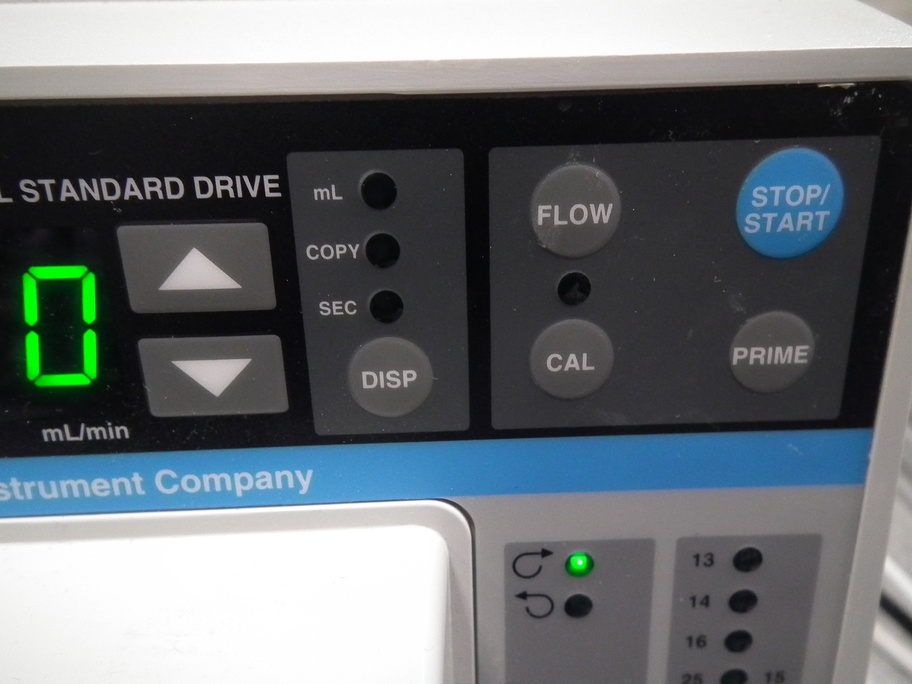 L STANDARD DRIVE
0
mL/min
mL
COPY
SEC
DISP
FLOW
CAL
STOP/
START
PRIME
strument Company
13
14
16
25 15